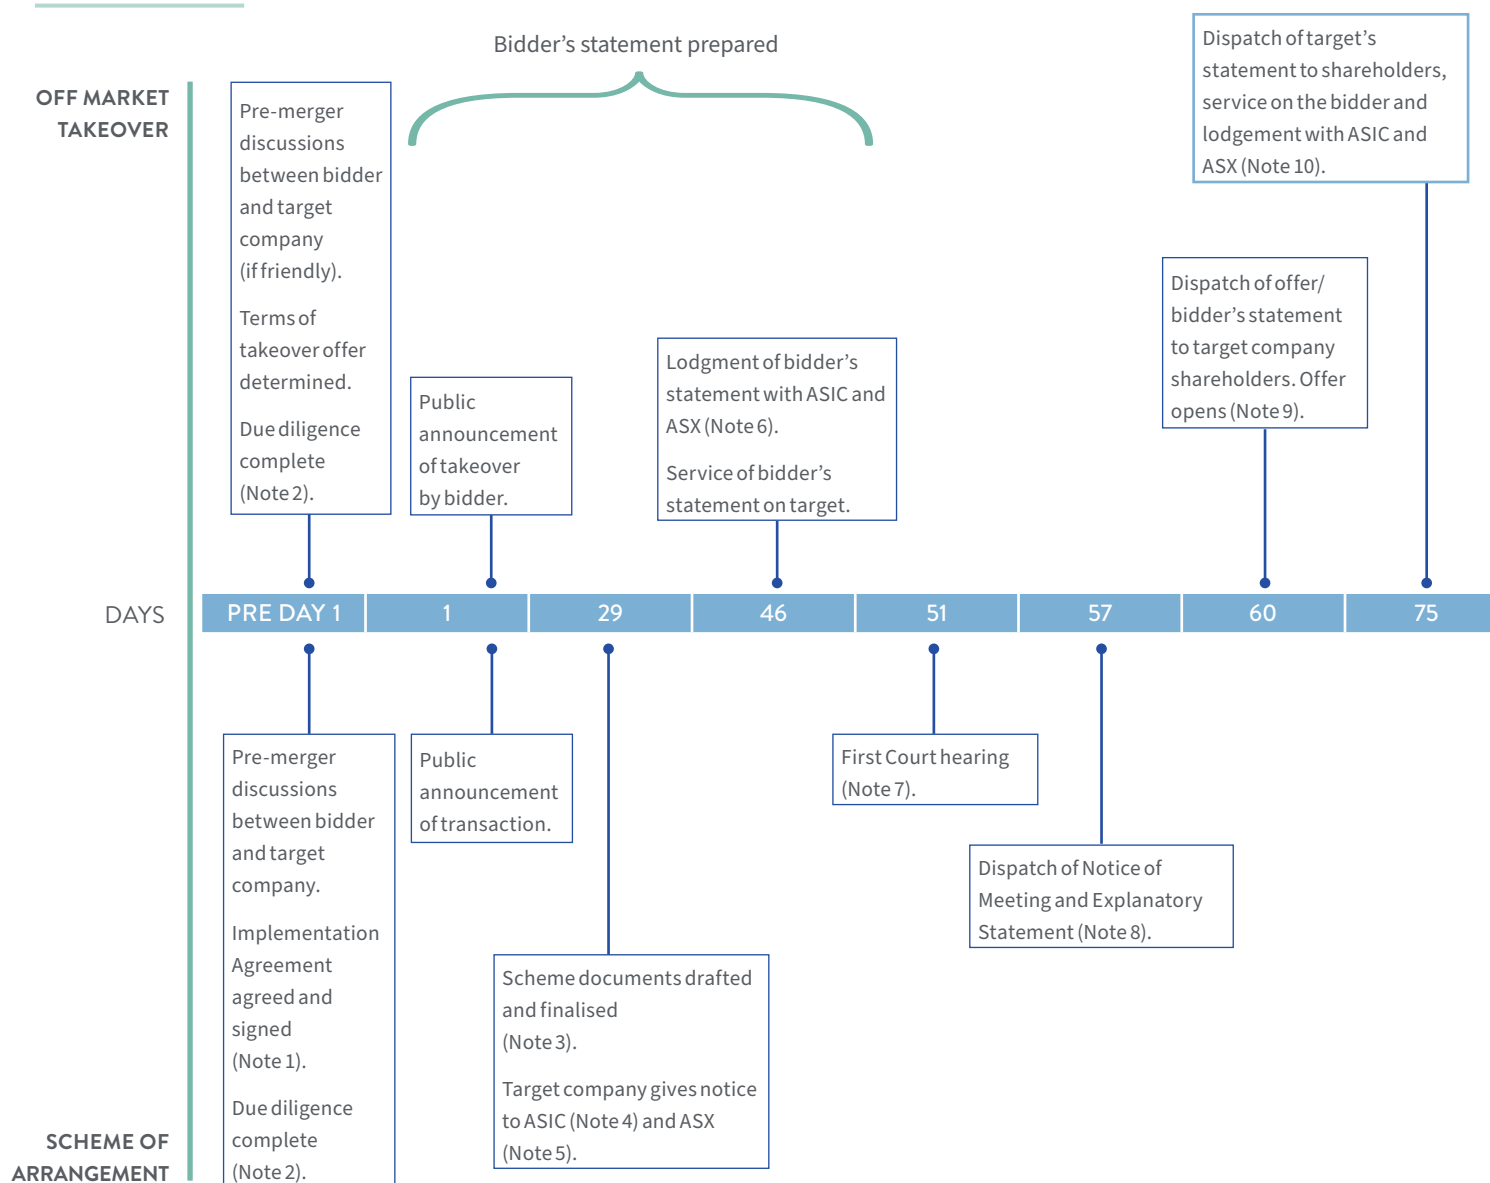 Bidder’s statement prepared
OFF MARKET
TAKEOVER
Pre-merger
discussions
between bidder
and target
company
(if friendly).
Terms of
takeover offer
determined.
Due diligence
complete
(Note 2).
Public
announcement
of takeover
by bidder.
Lodgment of bidder’s
statement with ASIC and
ASX (Note 6).
Service of bidder’s
statement on target.
Dispatch of offer/
bidder’s statement
to target company
shareholders. Offer
opens (Note 9).
Dispatch of target’s
statement to shareholders,
service on the bidder and
lodgement with ASIC and
ASX (Note 10).
DAYS PRE DAY 1 1 29 46 51 57 60 75
Pre-merger
discussions
between bidder
and target
company.
Implementation
Agreement
agreed and
signed
(Note 1).
Due diligence
complete
(Note 2).
Public
announcement
of transaction.
Scheme documents drafted
and finalised
(Note 3).
Target company gives notice
to ASIC (Note 4) and ASX
(Note 5).
First Court hearing
(Note 7).
Dispatch of Notice of
Meeting and Explanatory
Statement (Note 8).
SCHEME OF
ARRANGEMENT